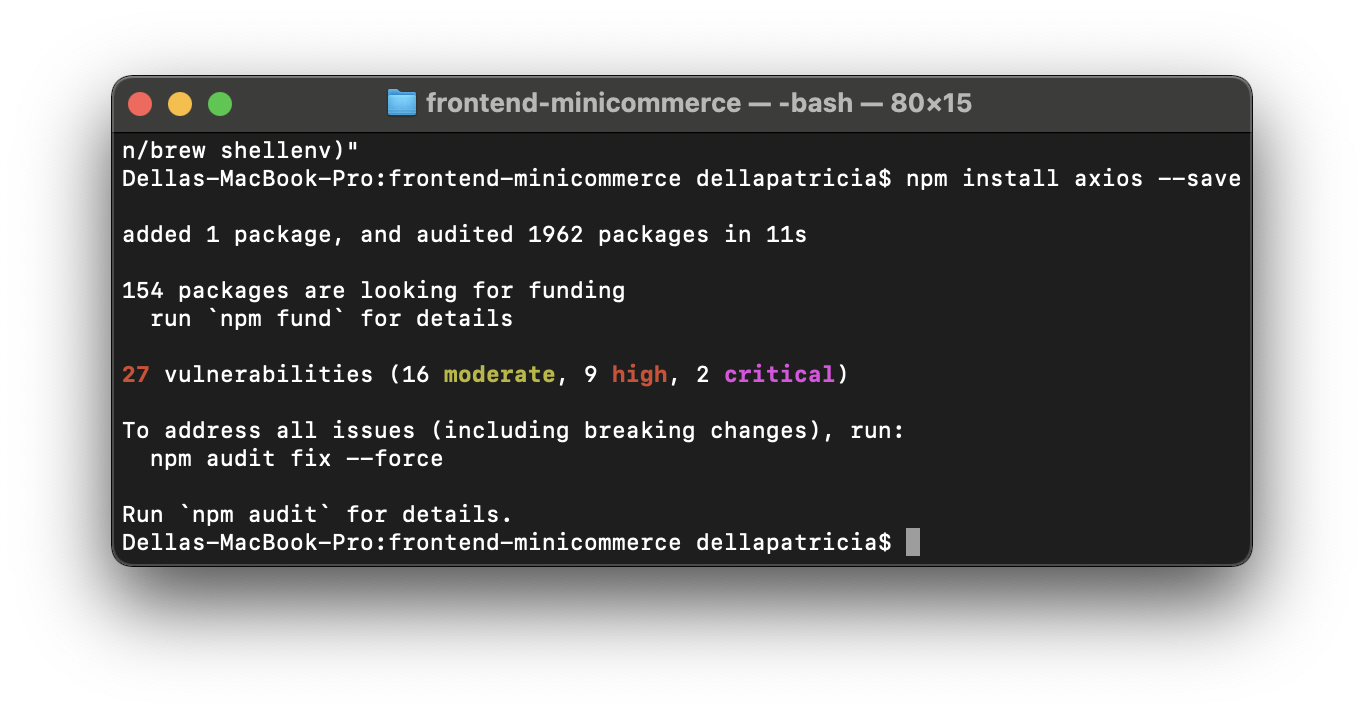 frontend-minicommerce — -bash — 80×15
n/brew shellenv)"
Dellas-MacBook-Pro:frontend-minicommerce dellapatricia$ npm install axios --save
added 1 package, and audited 1962 packages in 11s
154 packages are looking for funding
  run `npm fund` for details
27 vulnerabilities (16 moderate, 9 high, 2 critical)
To address all issues (including breaking changes), run:
  npm audit fix --force
Run `npm audit` for details.
Dellas-MacBook-Pro:frontend-minicommerce dellapatricia$